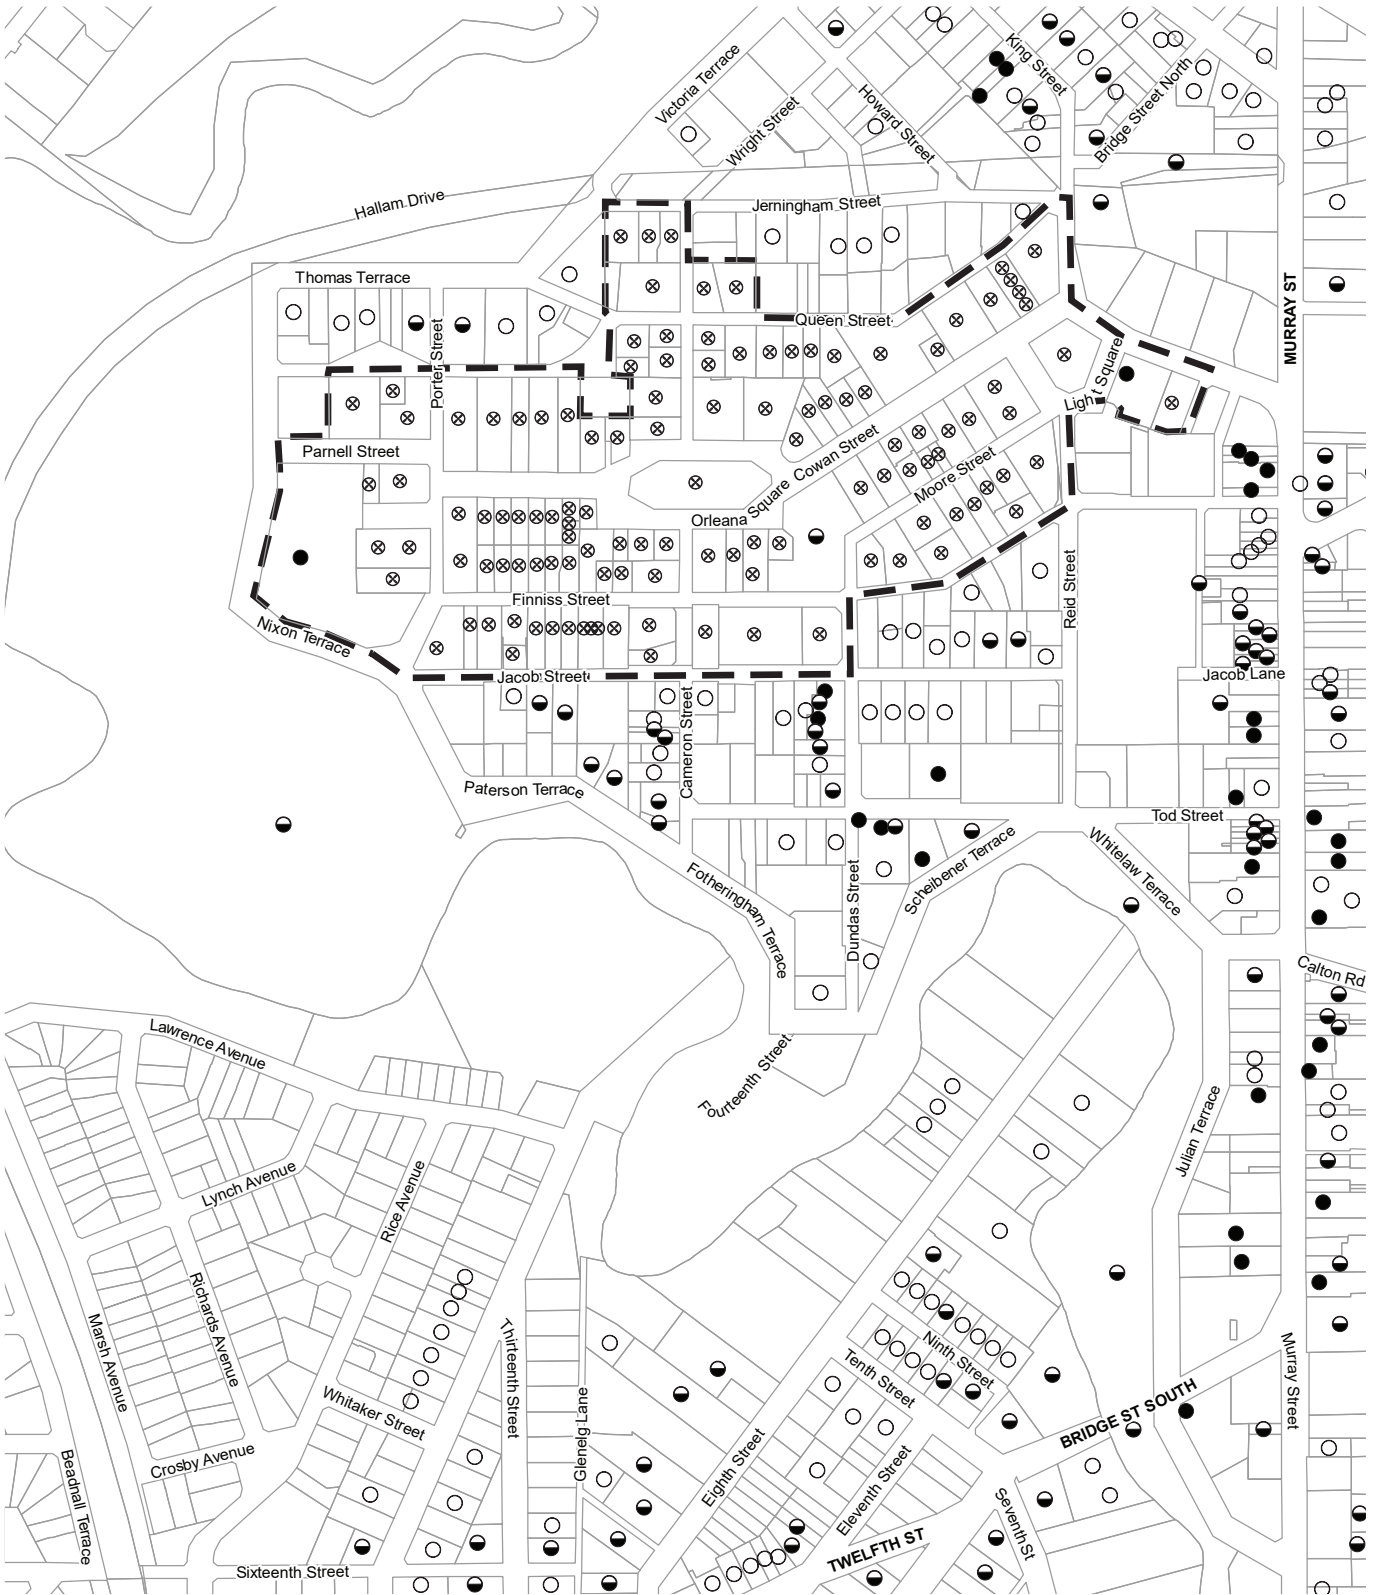 King Street
Victoria Terrace
Bridge Street North
Howard Street
Wright Street
Hallam Drive
Jerningham Street
Thomas Terrace
MURRAY ST
Queen Street
Porter Street
Light Square
Parnell Street
Cowan Street
Moore Street
Orleana Square
Reid Street
Finniss Street
Nixon Terrace
Jacob Street
Jacob Lane
Cameron Street
Paterson Terrace
Tod Street
Whitelaw Terrace
Scheibener Terrace
Dundas Street
Fotheringham Terrace
Calton Rd
Lawrence Avenue
Fourteenth Street
Julian Terrace
Lynch Avenue
Rice Avenue
Richards Avenue
Marsh Avenue
Thirteenth Street
Ninth Street
Tenth Street
Murray Street
Whitaker Street
Glenelg Lane
BRIDGE ST SOUTH
Eighth Street
Eleventh Street
Crosby Avenue
Beadnall Terrace
Seventh St
TWELFTH ST
Sixteenth Street